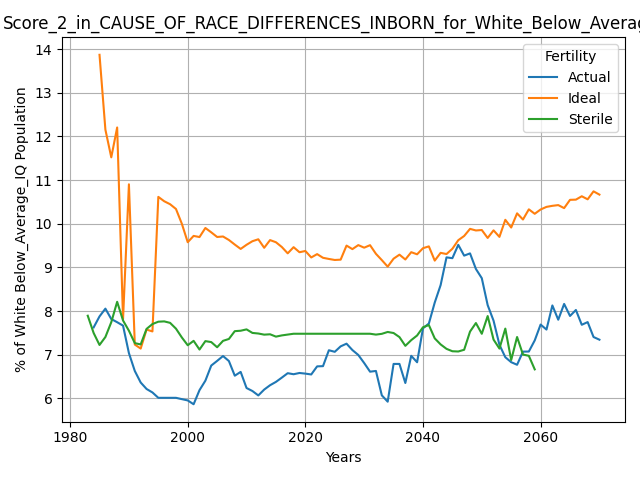 Score_2_in_CAUSE_OF_RACE_DIFFERENCES_INBORN_for_White_Below_Averag
Fertility
Actual
Ideal
Sterile
% of White Below_Average_IQ Population
14
13
12
11
10
9
8
7
6
1980
2000
2020
2040
2060
Years